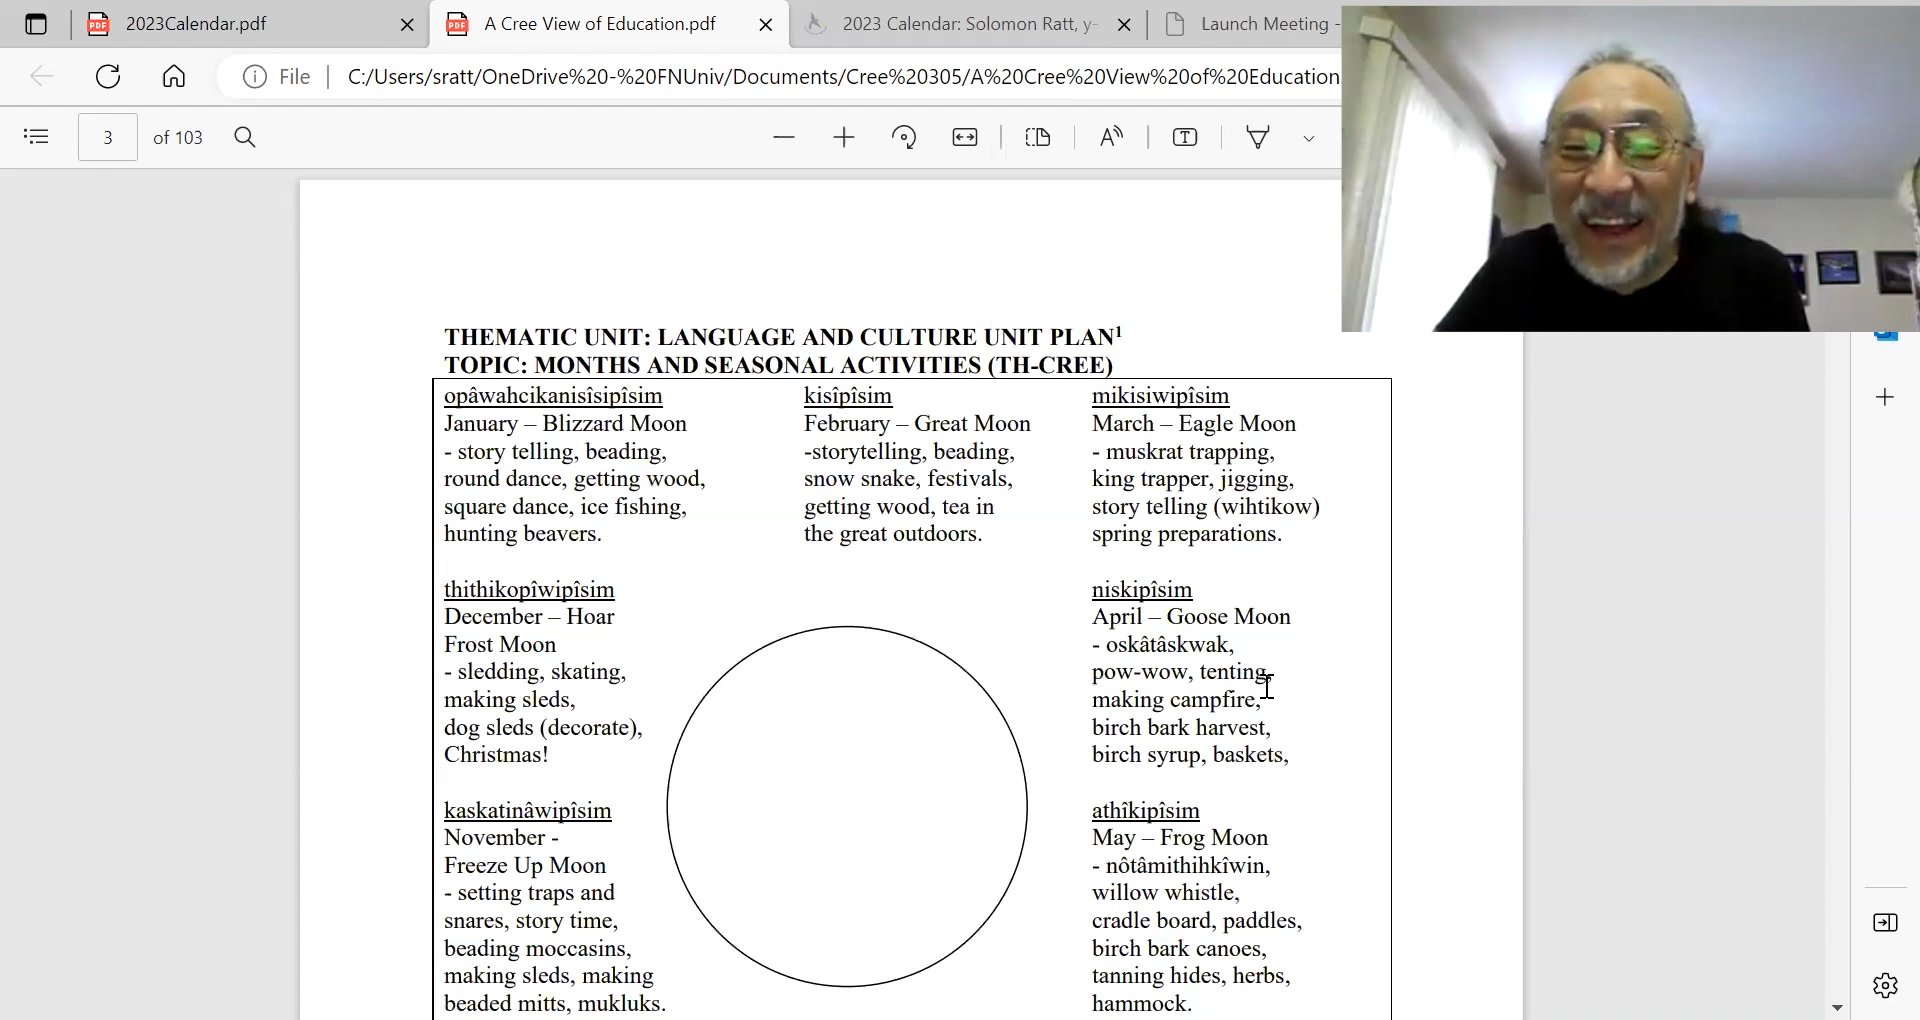 2023Calendar.pdf
A Cree View of Education.pdf
2023 Calendar: Solomon Ratt, y-
Launch Meeting -
File
C:/Users/sratt/OneDrive%20-%20FNUniv/Documents/Cree%20305/A%20Cree%20View%20of%20Education
3 of 103
THEMATIC UNIT: LANGUAGE AND CULTURE UNIT PLAN¹
TOPIC: MONTHS AND SEASONAL ACTIVITIES (TH-CREE)
opâwahcikanisîsipîsim
January – Blizzard Moon
- story telling, beading,
round dance, getting wood,
square dance, ice fishing,
hunting beavers.
kisîpîsim
February – Great Moon
-storytelling, beading,
snow snake, festivals,
getting wood, tea in
the great outdoors.
mikisiwipîsim
March – Eagle Moon
- muskrat trapping,
king trapper, jigging,
story telling (wihtikow)
spring preparations.
thithikopîwipîsim
December – Hoar
Frost Moon
- sledding, skating,
making sleds,
dog sleds (decorate),
Christmas!
niskipîsim
April – Goose Moon
- oskâtâskwak,
pow-wow, tenting,
making campfire,
birch bark harvest,
birch syrup, baskets,
kaskatinâwipîsim
November -
Freeze Up Moon
- setting traps and
snares, story time,
beading moccasins,
making sleds, making
beaded mitts, mukluks.
athîkipîsim
May – Frog Moon
- nôtâmithihkîwin,
willow whistle,
cradle board, paddles,
birch bark canoes,
tanning hides, herbs,
hammock.